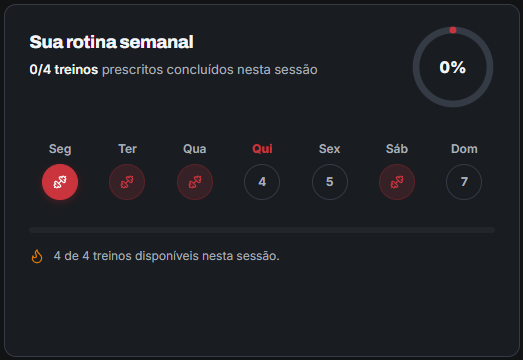 Sua rotina semanal
0/4 treinos prescritos concluídos nesta sessão
0%
Seg Ter Qua Qui Sex Sáb Dom
4 5 7
4 de 4 treinos disponíveis nesta sessão.